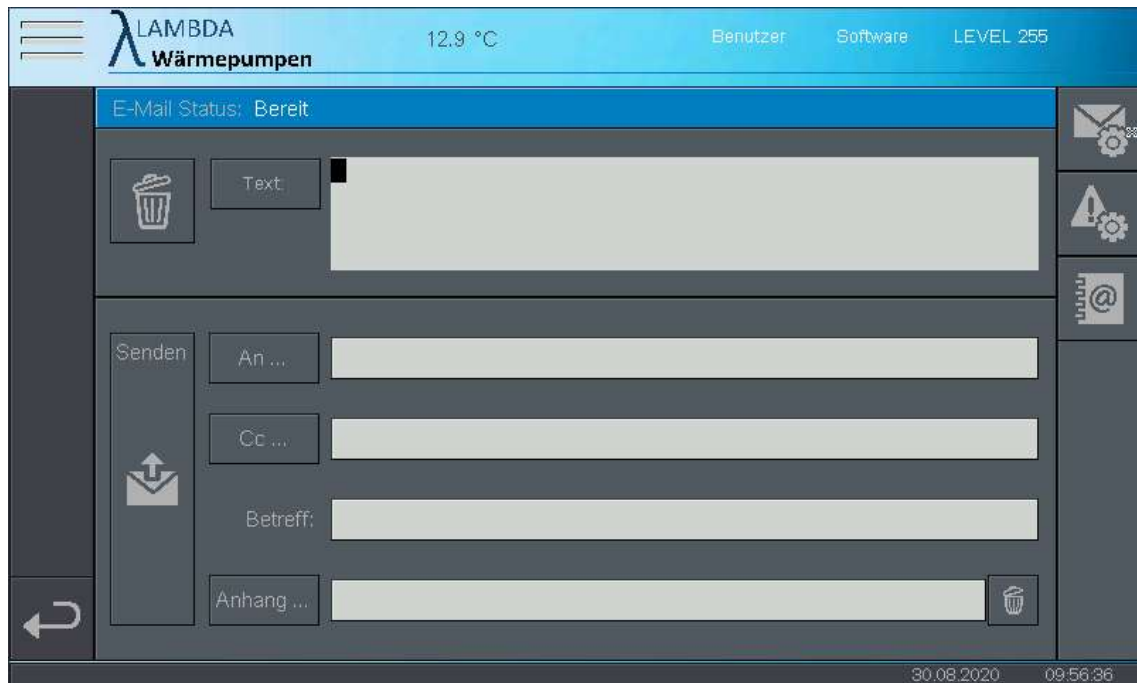 λLAMBDA
Wärmepumpen
12.9 °C
Benutzer
Software
LEVEL 255
E-Mail Status: Bereit
Text:
Senden
An ...
Cc ...
Betreff:
Anhang ...
30.08.2020
09:56:36